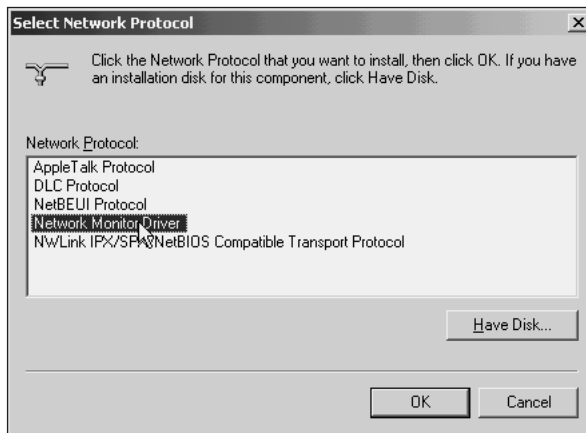 Select Network Protocol
Click the Network Protocol that you want to install, then click OK. If you have
an installation disk for this component, click Have Disk.
Network Protocol:
AppleTalk Protocol
DLC Protocol
NetBEUI Protocol
Network Monitor Driver
NWLink IPX/SPX/NetBIOS Compatible Transport Protocol
Have Disk...
OK
Cancel